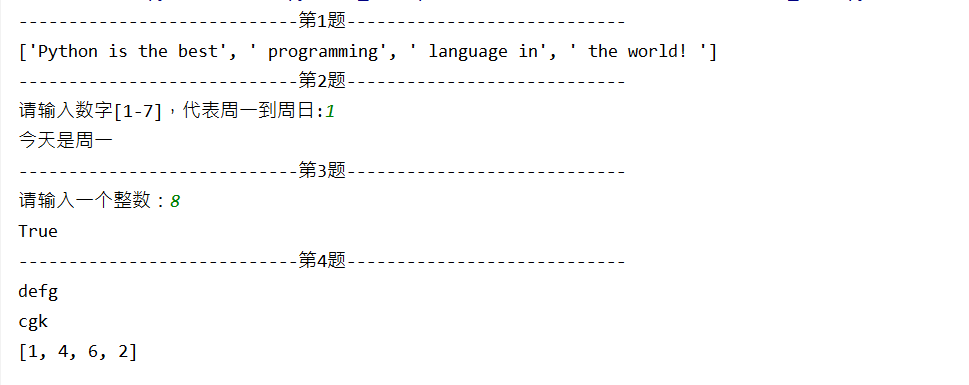 ----------------------------第1题----------------------------
['Python is the best', ' programming', ' language in', ' the world! ']
----------------------------第2题----------------------------
请输入数字[1-7]，代表周一到周日:1
今天是周一
----------------------------第3题----------------------------
请输入一个整数：8
True
----------------------------第4题----------------------------
defg
cgk
[1, 4, 6, 2]